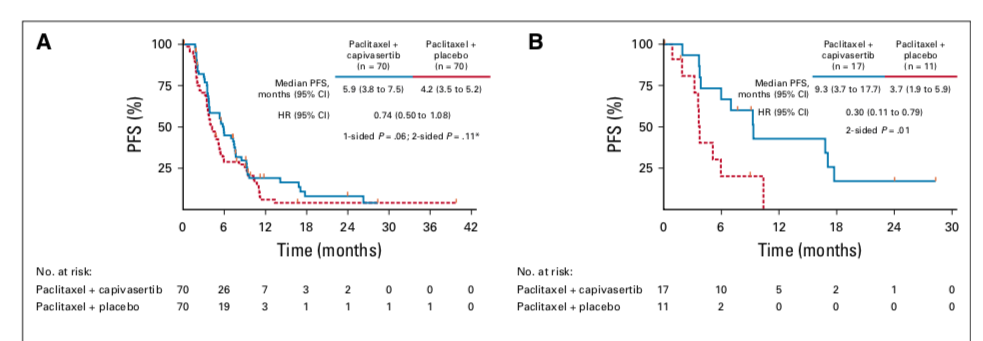 A
Paclitaxel + Paclitaxel +
capivasertib placebo
(n = 70) (n = 70)
Median PFS,
months (95% CI) 5.9 (3.8 to 7.5) 4.2 (3.5 to 5.2)
HR (95% CI) 0.74 (0.50 to 1.08)
1-sided P = .06; 2-sided P = .11*
PFS (%)
100
75
50
25
0 6 12 18 24 30 36 42
Time (months)
No. at risk:
Paclitaxel + capivasertib 70 26 7 3 2 0 0 0
Paclitaxel + placebo 70 19 3 1 1 1 1 0
B
Paclitaxel + Paclitaxel +
capivasertib placebo
(n = 17) (n = 11)
Median PFS,
months (95% CI) 9.3 (3.7 to 17.7) 3.7 (1.9 to 5.9)
HR (95% CI) 0.30 (0.11 to 0.79)
2-sided P = .01
PFS (%)
100
75
50
25
0 6 12 18 24 30
Time (months)
No. at risk:
Paclitaxel + capivasertib 17 10 5 2 1 0
Paclitaxel + placebo 11 2 0 0 0 0